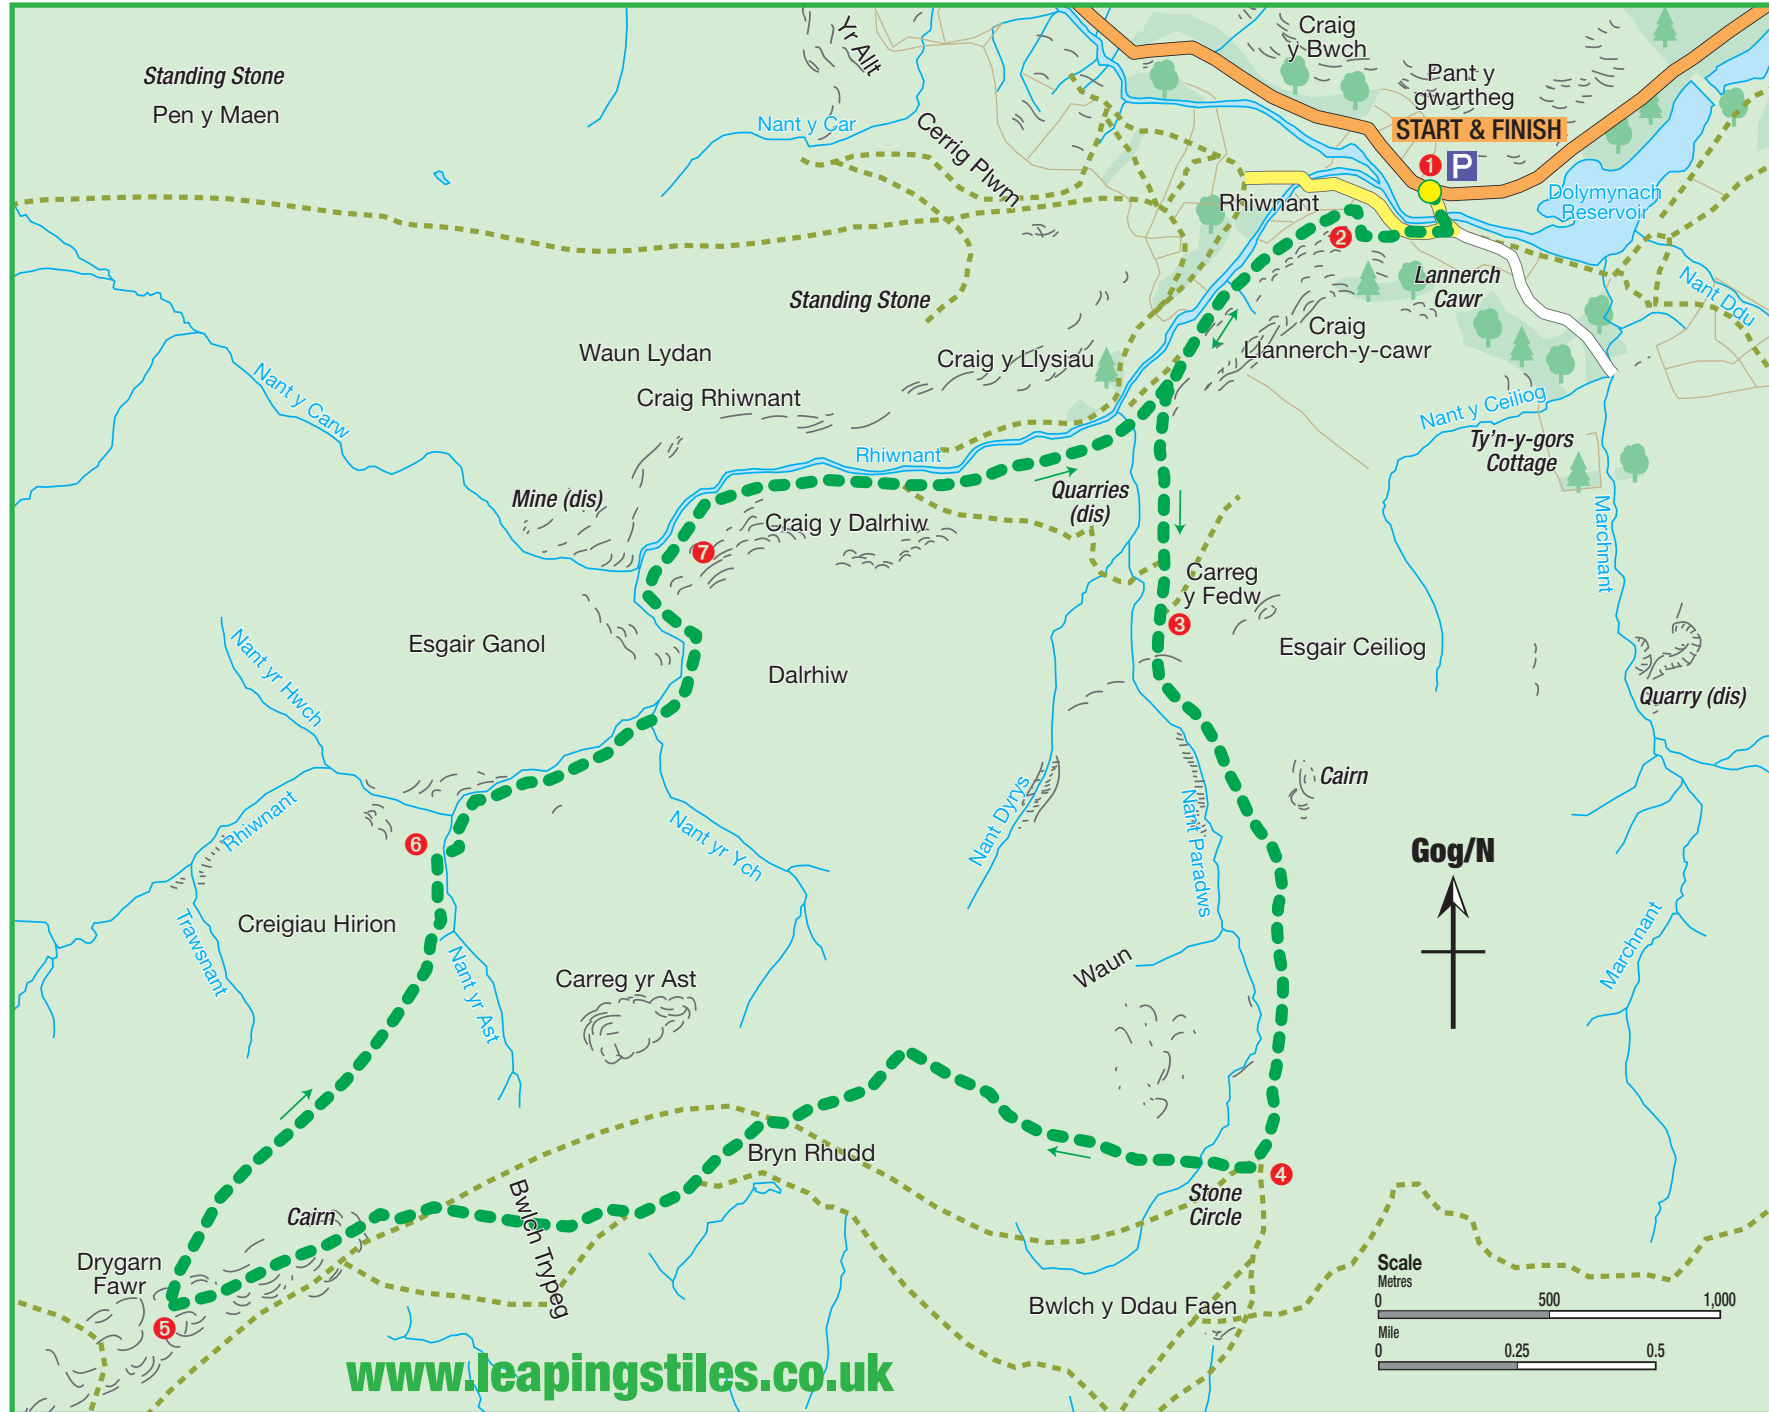 Standing Stone
Pen y Maen
Yr Allt
Nant y Car
Cerrig Plwm
Craig
y Bwch
Pant y
gwartheg
START & FINISH
1
P
Rhiwnant
2
Dolymynach
Reservoir
Lannerch
Cawr
Nant Ddu
Standing Stone
Waun Lydan
Craig y Llysiau
Craig
Llannerch-y-cawr
Craig Rhiwnant
Nant y Carw
Nant y Ceiliog
Ty'n-y-gors
Cottage
Rhiwnant
Mine (dis)
Quarries
(dis)
Craig y Dalrhiw
7
Marchnant
Carreg
y Fedw
3
Esgair Ganol
Esgair Ceiliog
Nant yr Hwch
Dalrhiw
Quarry (dis)
Cairn
Rhiwnant
Nant yr Ych
Nant Dyrys
Nant Paradws
6
Gog/N
Creigiau Hirion
Trawsnant
Nant yr Ast
Carreg yr Ast
Waun
Marchnant
Bryn Rhudd
4
Stone
Circle
Bwlch Trypeg
Cairn
Drygarn
Fawr
5
Bwlch y Ddau Faen
Scale
Metres
0 500 1,000
Mile
0 0.25 0.5
www.leapingstiles.co.uk